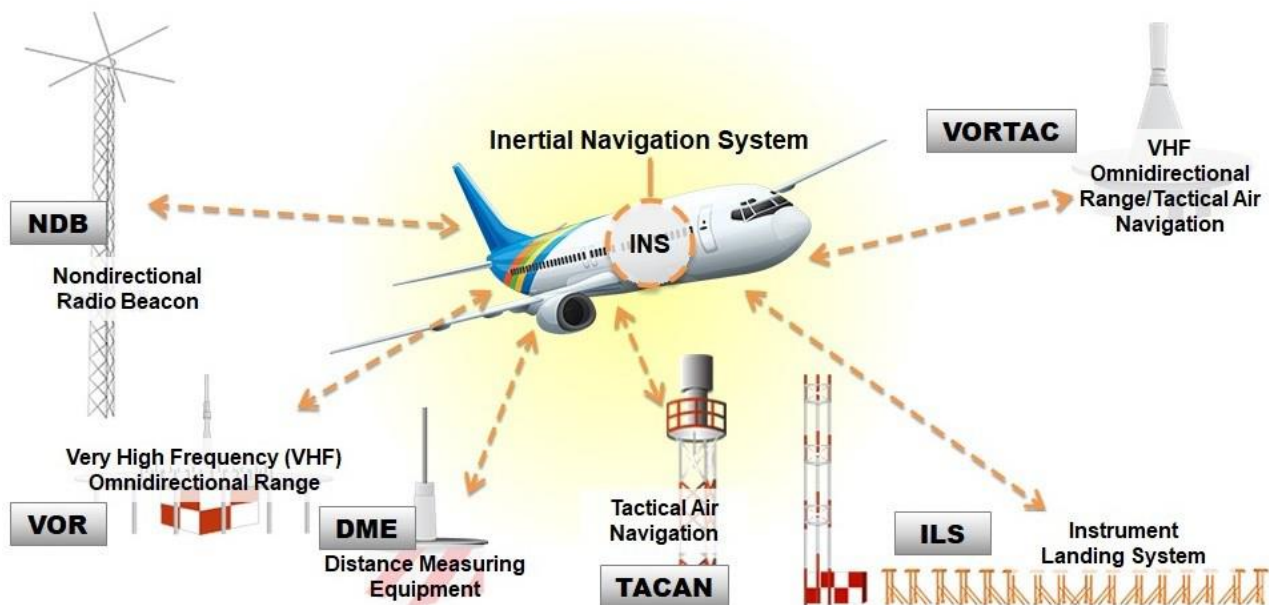 Inertial Navigation System
INS
VORTAC
VHF
Omnidirectional
Range/Tactical Air
Navigation
NDB
Nondirectional
Radio Beacon
Very High Frequency (VHF)
Omnidirectional Range
VOR
DME
Distance Measuring
Equipment
Tactical Air
Navigation
TACAN
ILS
Instrument
Landing System